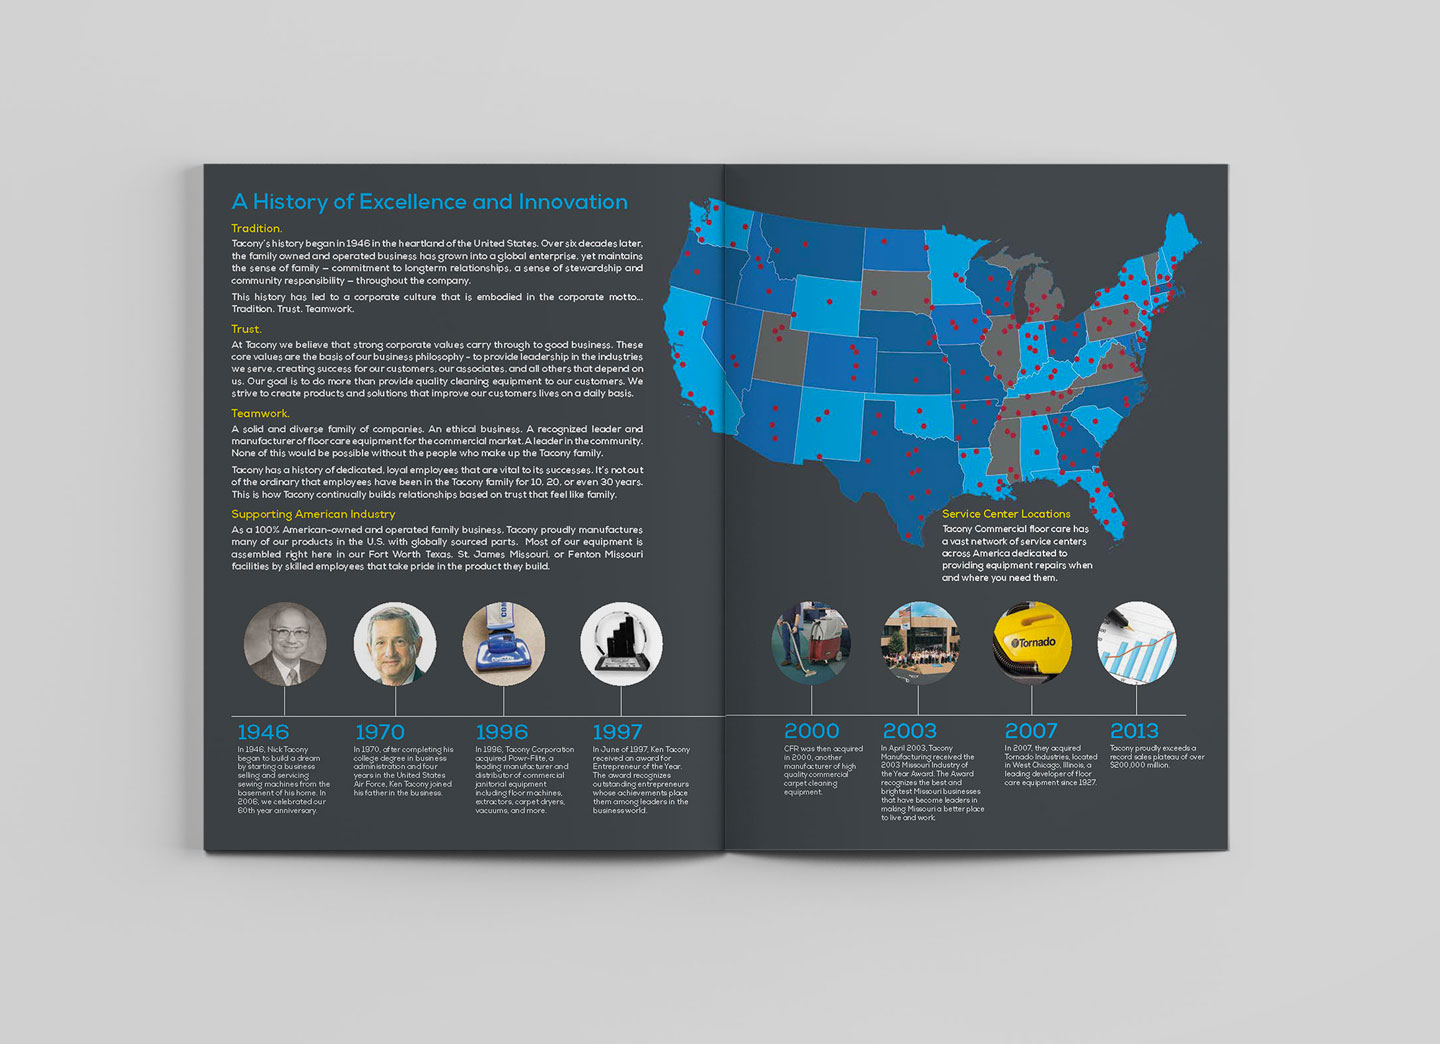 A History of Excellence and Innovation
Tradition.
Tacony's history began in 1946 in the heartland of the United States. Over six decades later,
the family owned and operated business has grown into a global enterprise, yet maintains
the sense of family – commitment to longterm relationships, a sense of stewardship and
community responsibility – throughout the company.
This history has led to a corporate culture that is embodied in the corporate motto...
Tradition. Trust. Teamwork.
Trust.
At Tacony we believe that strong corporate values carry through to good business. These
core values are the basis of our business philosophy - to provide leadership in the industries
we serve, creating success for our customers, our associates, and all others that depend on
us. Our goal is to do more than provide quality cleaning equipment to our customers. We
strive to create products and solutions that improve our customers lives on a daily basis.
Teamwork.
A solid and diverse family of companies. An ethical business. A recognized leader and
manufacturer of floor care equipment for the commercial market. A leader in the community.
None of this would be possible without the people who make up the Tacony family.
Tacony has a history of dedicated, loyal employees that are vital to its successes. It's not out
of the ordinary that employees have been in the Tacony family for 10, 20, or even 30 years.
This is how Tacony continually builds relationships based on trust that feel like family.
Supporting American Industry
As a 100% American-owned and operated family business, Tacony proudly manufactures
many of our products in the U.S. with globally sourced parts. Most of our equipment is
assembled right here in our Fort Worth Texas, St. James Missouri, or Fenton Missouri
facilities by skilled employees that take pride in the product they build.
Service Center Locations
Tacony Commercial floor care has
a vast network of service centers
across America dedicated to
providing equipment repairs when
and where you need them.
Tornado
1946
In 1946, Nick Tacony
began to build a dream
by starting a business
selling and servicing
sewing machines from the
basement of his home. In
2006, we celebrated our
60th year anniversary.
1970
In 1970, after completing his
college degree in business
administration and four
years in the United States
Air Force, Ken Tacony joined
his father in the business.
1996
In 1996, Tacony Corporation
acquired Powr-Flite, a
leading manufacturer and
distributor of commercial
janitorial equipment
including floor machines,
extractors, carpet dryers,
vacuums, and more.
1997
In June of 1997, Ken Tacony
received an award for
Entrepreneur of the Year.
The award recognizes
outstanding entrepreneurs
whose achievements place
them among leaders in the
business world.
2000
CFR was then acquired
in 2000, another
manufacturer of high
quality commercial
carpet cleaning
equipment.
2003
In April 2003, Tacony
Manufacturing received the
2003 Missouri Industry of
the Year Award. The Award
recognizes the best and
brightest Missouri businesses
that have become leaders in
making Missouri a better place
to live and work.
2007
In 2007, they acquired
Tornado Industries, located
in West Chicago, Illinois, a
leading developer of floor
care equipment since 1927.
2013
Tacony proudly exceeds a
record sales plateau of over
$200,000 million.